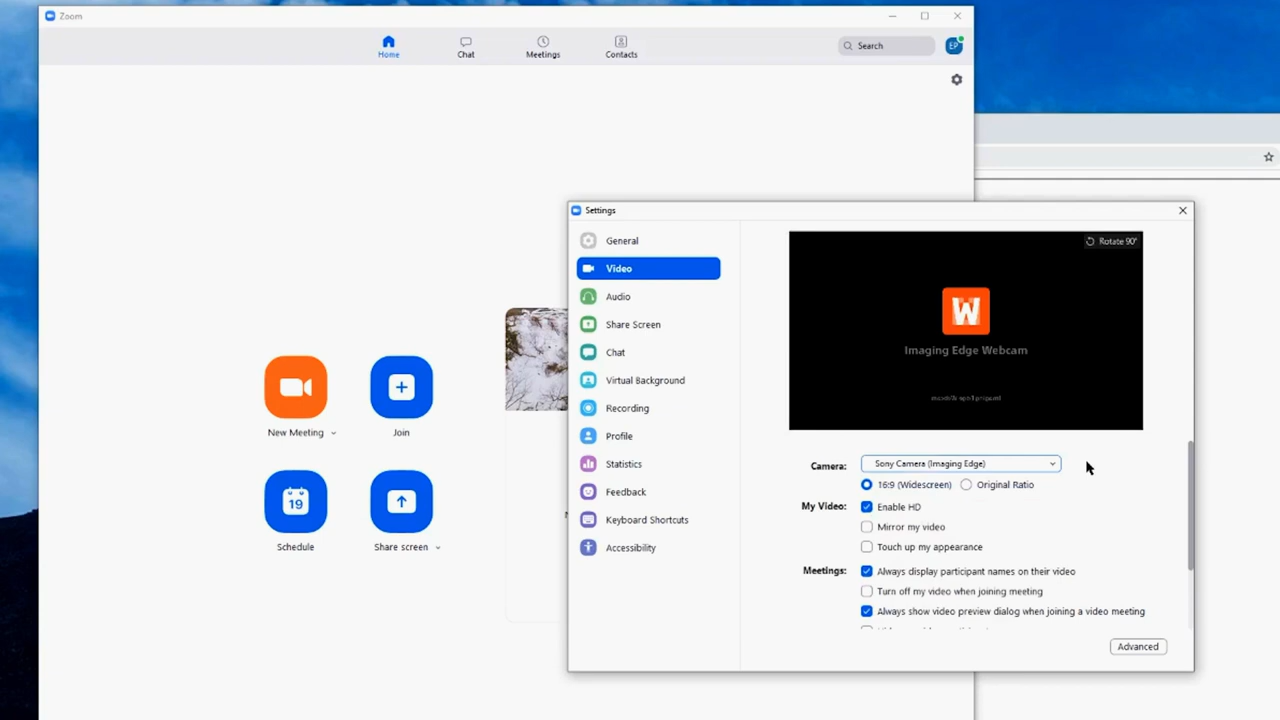 Zoom
Home
Chat
Meetings
Contacts
Search
EP
New Meeting
Join
19
Schedule
Share screen
Settings
General
Video
Audio
Share Screen
Chat
Virtual Background
Recording
Profile
Statistics
Feedback
Keyboard Shortcuts
Accessibility
Rotate 90°
W
Imaging Edge Webcam
Camera: Sony Camera (Imaging Edge)
16:9 (Widescreen) Original Ratio
My Video: Enable HD
Mirror my video
Touch up my appearance
Meetings: Always display participant names on their video
Turn off my video when joining meeting
Always show video preview dialog when joining a video meeting
Advanced